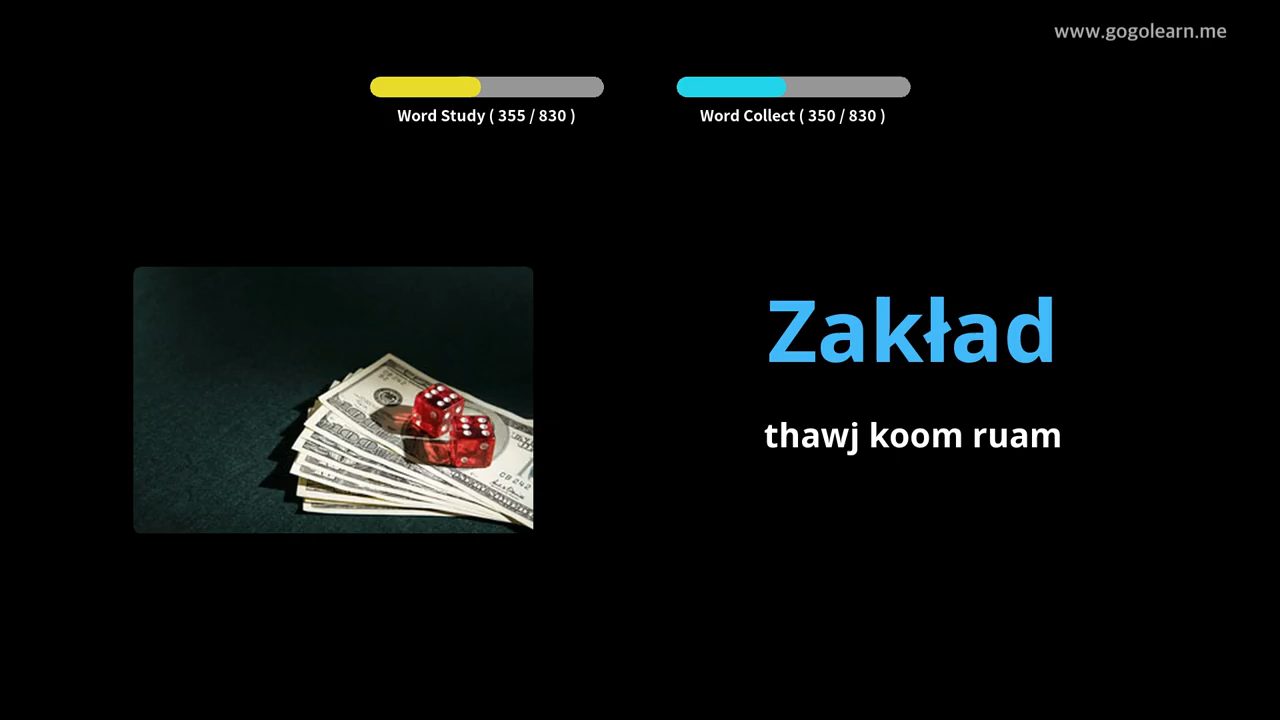 www.gogolearn.me
Word Study ( 355 / 830 )
Word Collect ( 350 / 830 )
Zakład
thawj koom ruam